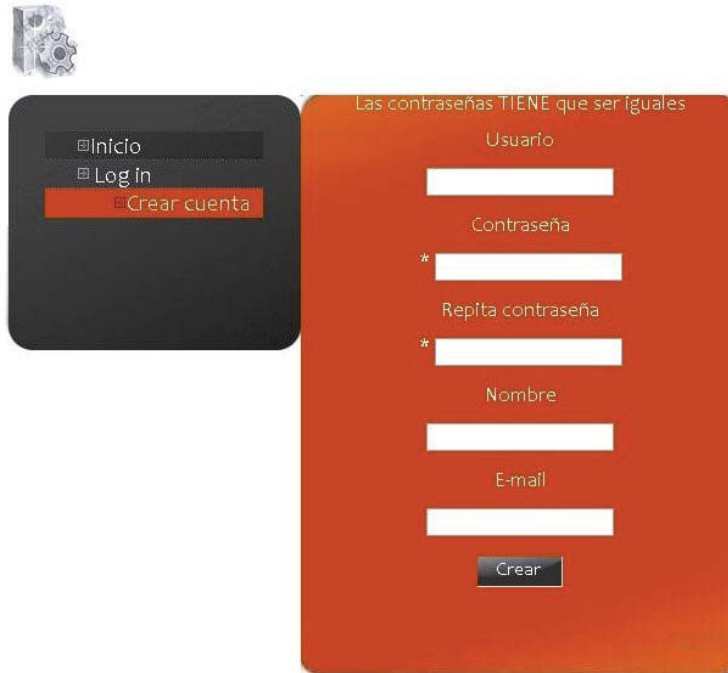 Inicio
Log in
Crear cuenta
Las contraseñas TIENE que ser iguales
Usuario
Contraseña
*
Repita contraseña
*
Nombre
E-mail
Crear